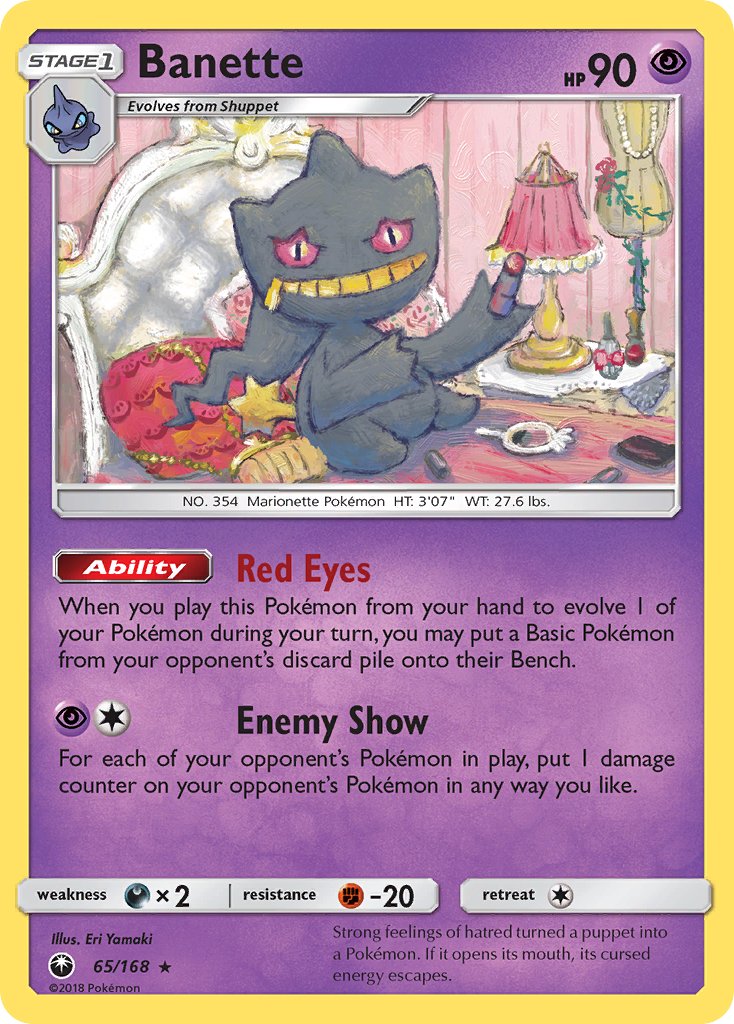 STAGE1
Banette
HP 90
Evolves from Shuppet
NO. 354 Marionette Pokémon HT: 3'07" WT: 27.6 lbs.
Ability Red Eyes
When you play this Pokémon from your hand to evolve 1 of
your Pokémon during your turn, you may put a Basic Pokémon
from your opponent's discard pile onto their Bench.
Enemy Show
For each of your opponent's Pokémon in play, put 1 damage
counter on your opponent's Pokémon in any way you like.
weakness ×2 resistance -20 retreat
Illus. Eri Yamaki
65/168 ★
©2018 Pokémon
Strong feelings of hatred turned a puppet into
a Pokémon. If it opens its mouth, its cursed
energy escapes.